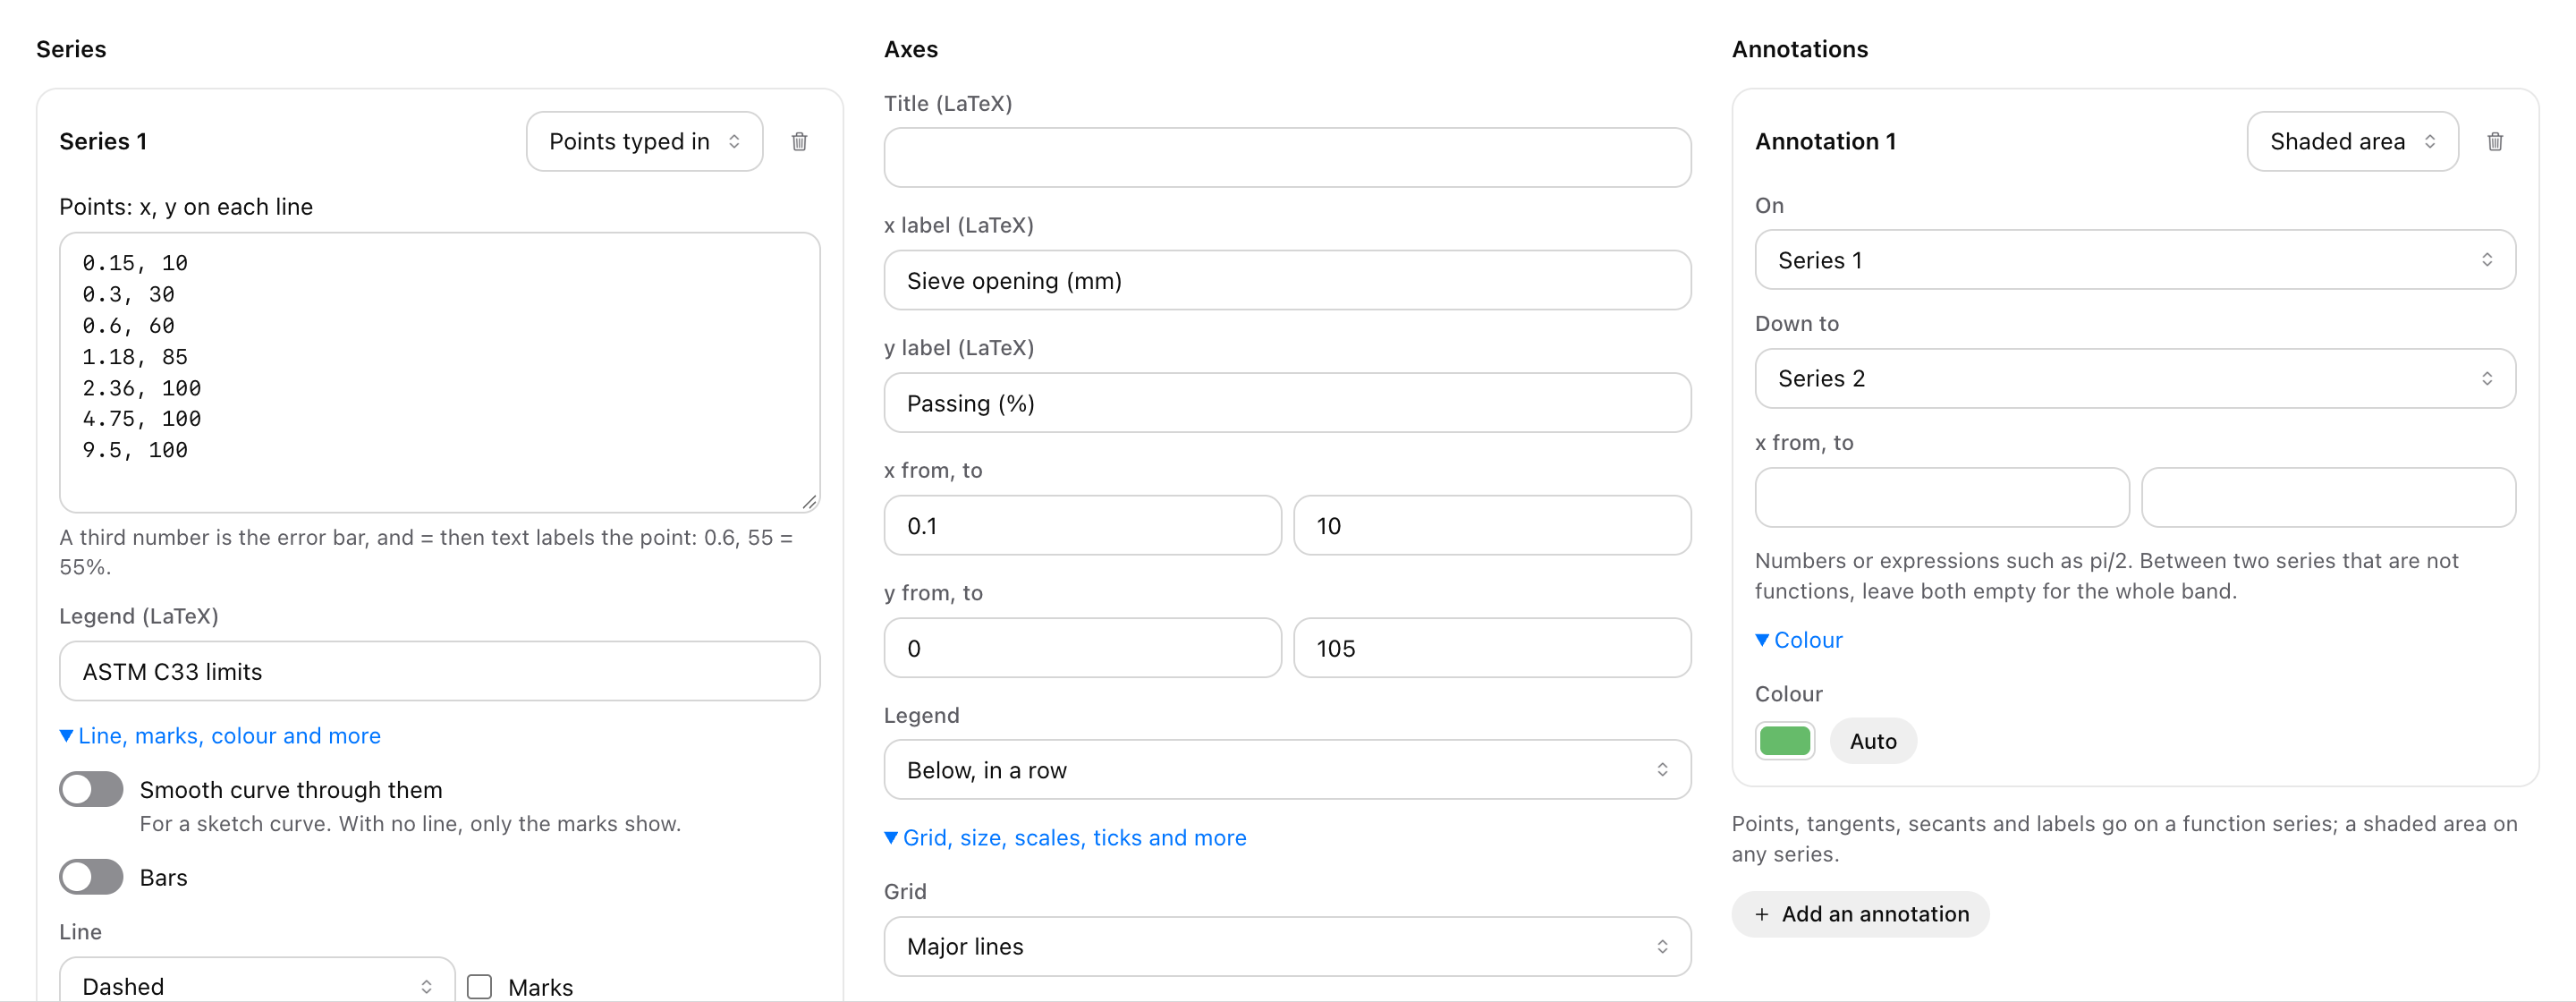 Series
Series 1
Points typed in
Points: x, y on each line
0.15, 10
0.3, 30
0.6, 60
1.18, 85
2.36, 100
4.75, 100
9.5, 100
A third number is the error bar, and = then text labels the point: 0.6, 55 =
55%.
Legend (LaTeX)
ASTM C33 limits
Line, marks, colour and more
Smooth curve through them
For a sketch curve. With no line, only the marks show.
Bars
Line
Dashed
Marks
Axes
Title (LaTeX)
x label (LaTeX)
Sieve opening (mm)
y label (LaTeX)
Passing (%)
x from, to
0.1
10
y from, to
0
105
Legend
Below, in a row
Grid, size, scales, ticks and more
Grid
Major lines
Annotations
Annotation 1
Shaded area
On
Series 1
Down to
Series 2
x from, to
Numbers or expressions such as pi/2. Between two series that are not
functions, leave both empty for the whole band.
Colour
Colour
Auto
Points, tangents, secants and labels go on a function series; a shaded area on
any series.
+ Add an annotation